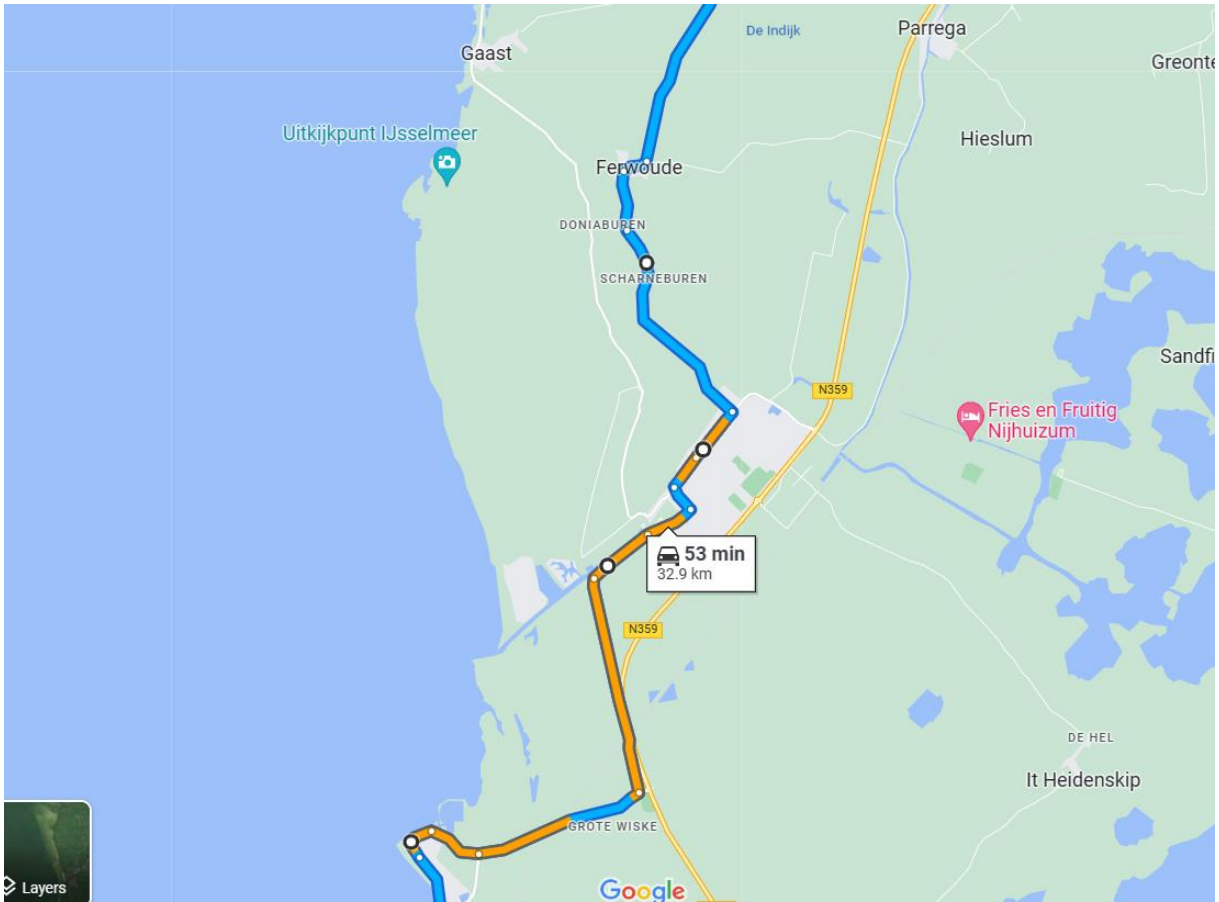 De Indijk
Parrega
Gaast
Greonte
Uitkijkpunt IJsselmeer
Hieslum
Ferwoude
DONIABUREN
SCHARNEBUREN
Sandfi
N359
Fries en Fruitig
Nijhuizum
53 min
32.9 km
N359
DE HEL
It Heidenskip
GROTE WISKE
Layers
Google